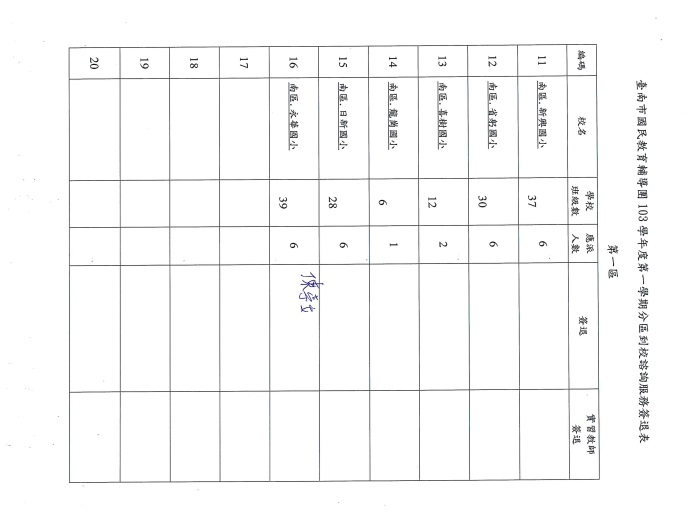 臺南市國民教育輔導團 103 學年度第一學期分區到校諮詢服務簽退表
第一區
編碼 校名 學校班級數 應派人數 簽退 實習教師簽退
11 南區.新興國小 37 6
12 南區.省躬國小 30 6
13 南區.喜樹國小 12 2
14 南區.龍崗國小 6 1
15 南區.日新國小 28 6
16 南區.永華國小 39 6
17
18
19
20